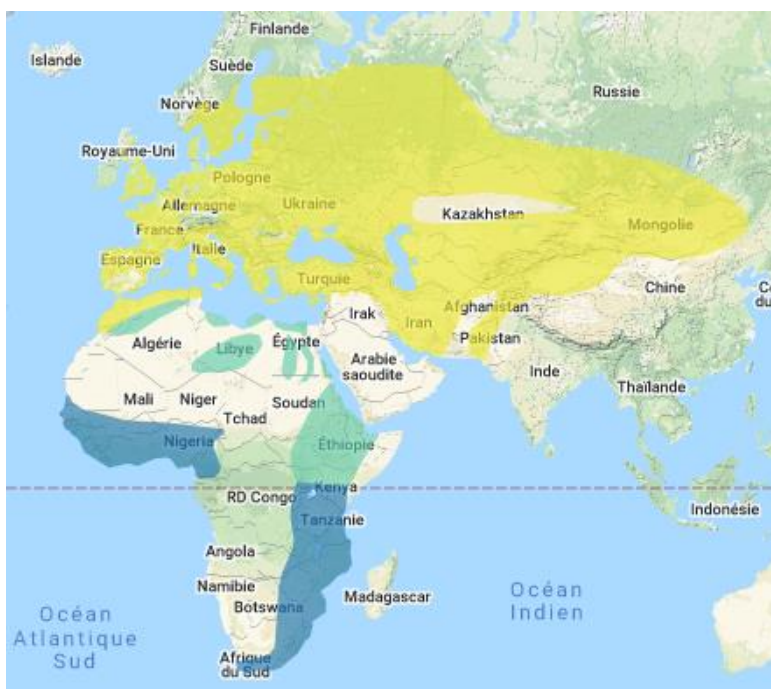 Finlande
Islande
Suède
Russie
Norvège
Royaume-Uni
Pologne
Allemagne
Ukraine
Kazakhstan
France
Mongolie
Italie
Espagne
Turquie
Chine
Afghanistan
Irak
Iran
Pakistan
Algérie
Libye
Égypte
Arabie
saoudite
Inde
Thaïlande
Mali
Niger
Soudan
Tchad
Nigeria
Éthiopie
Kenya
RD Congo
Indonésie
Tanzanie
Angola
Namibie
Madagascar
Botswana
Océan
Indien
Océan
Atlantique
Sud
Afrique
du Sud